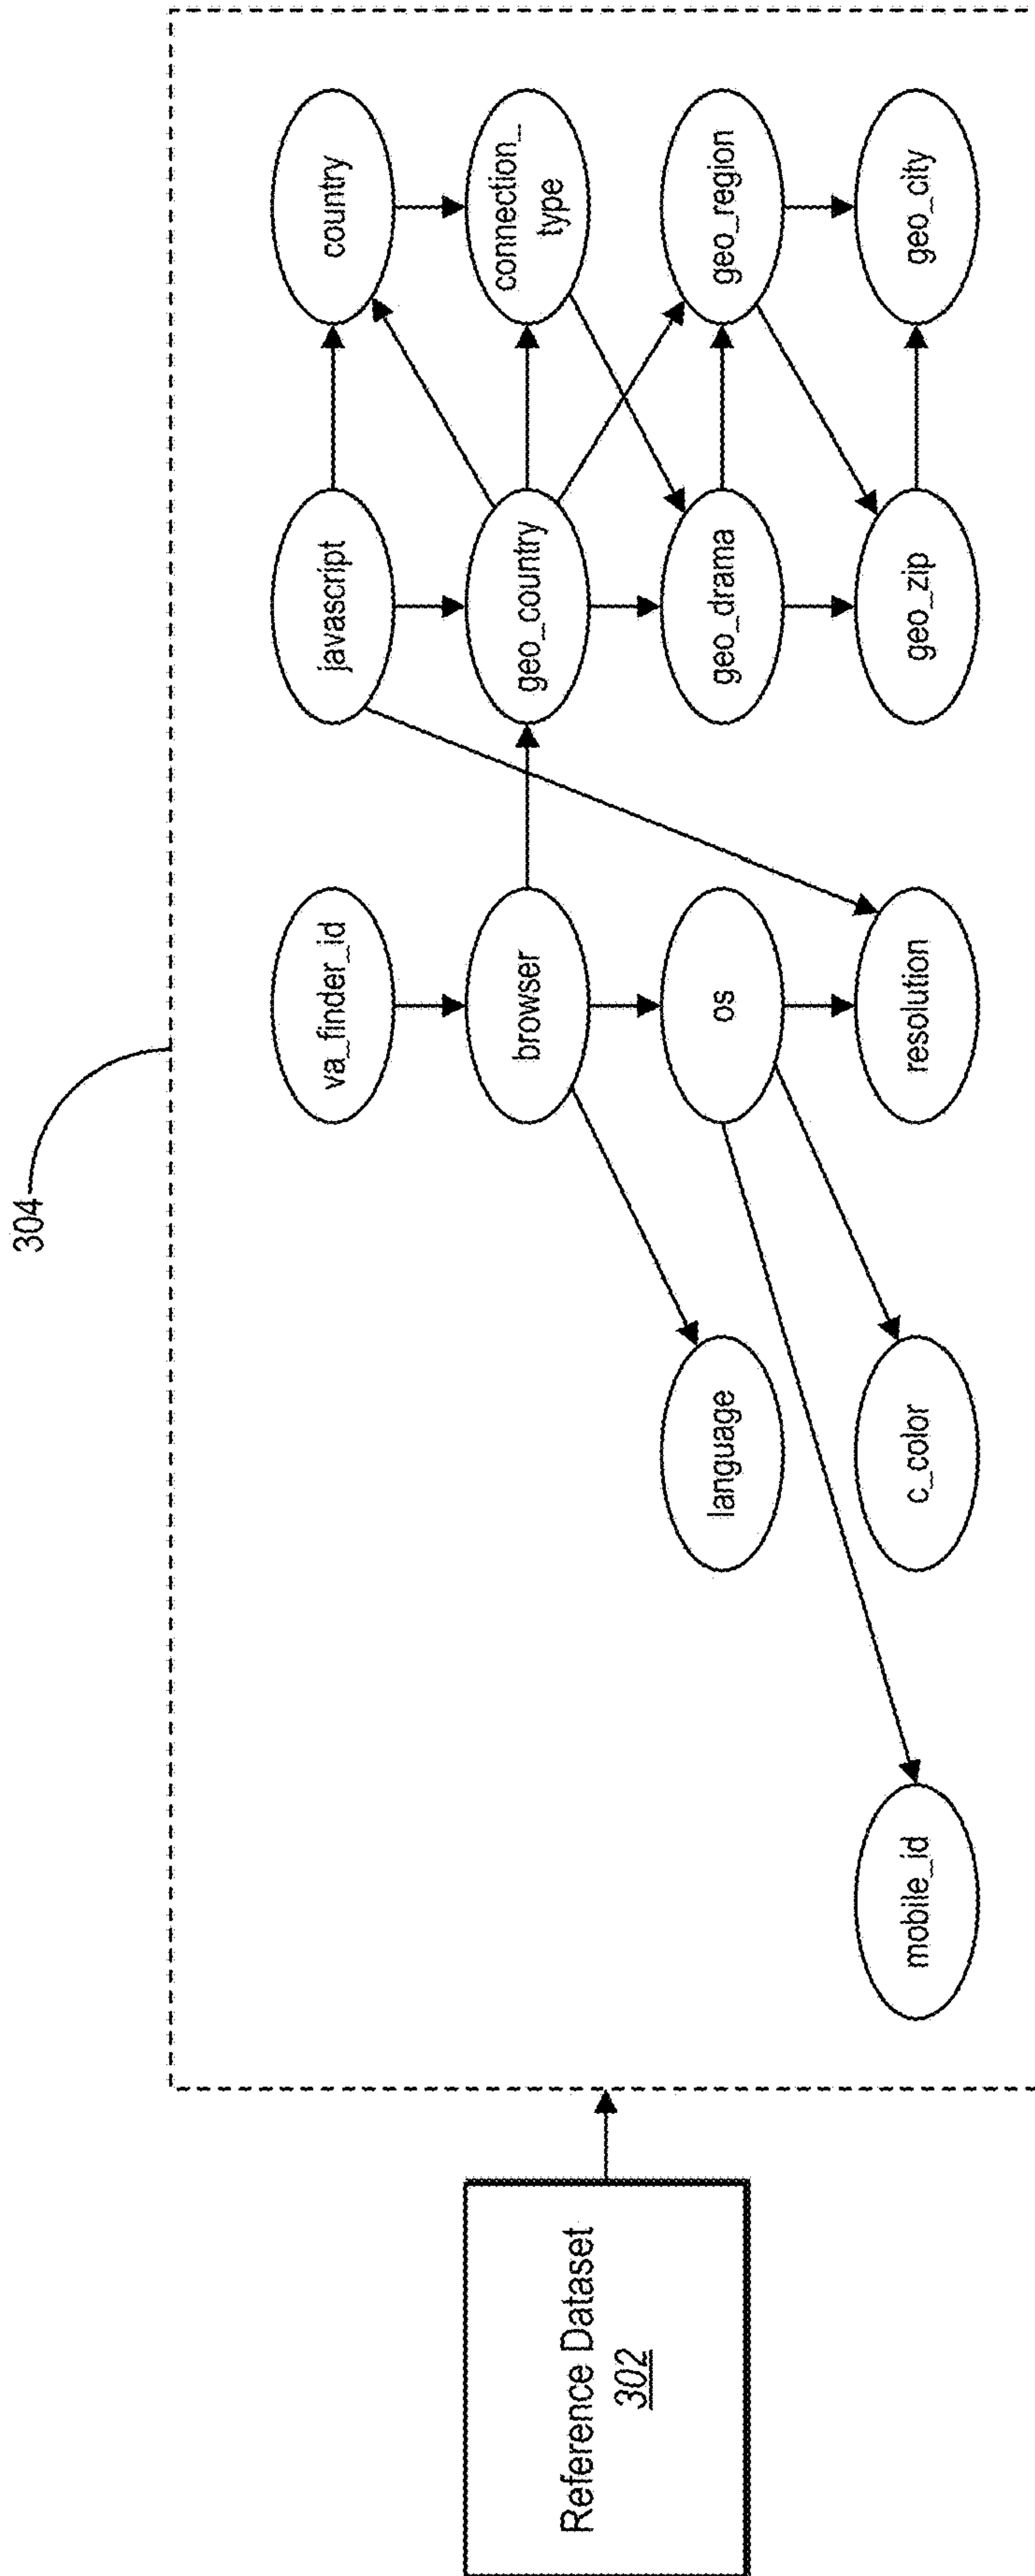 304
Reference Dataset
302
va_finder_id
javascript
country
browser
geo_country
connection_
type
language
os
geo_drama
geo_region
mobile_id
c_color
resolution
geo_zip
geo_city